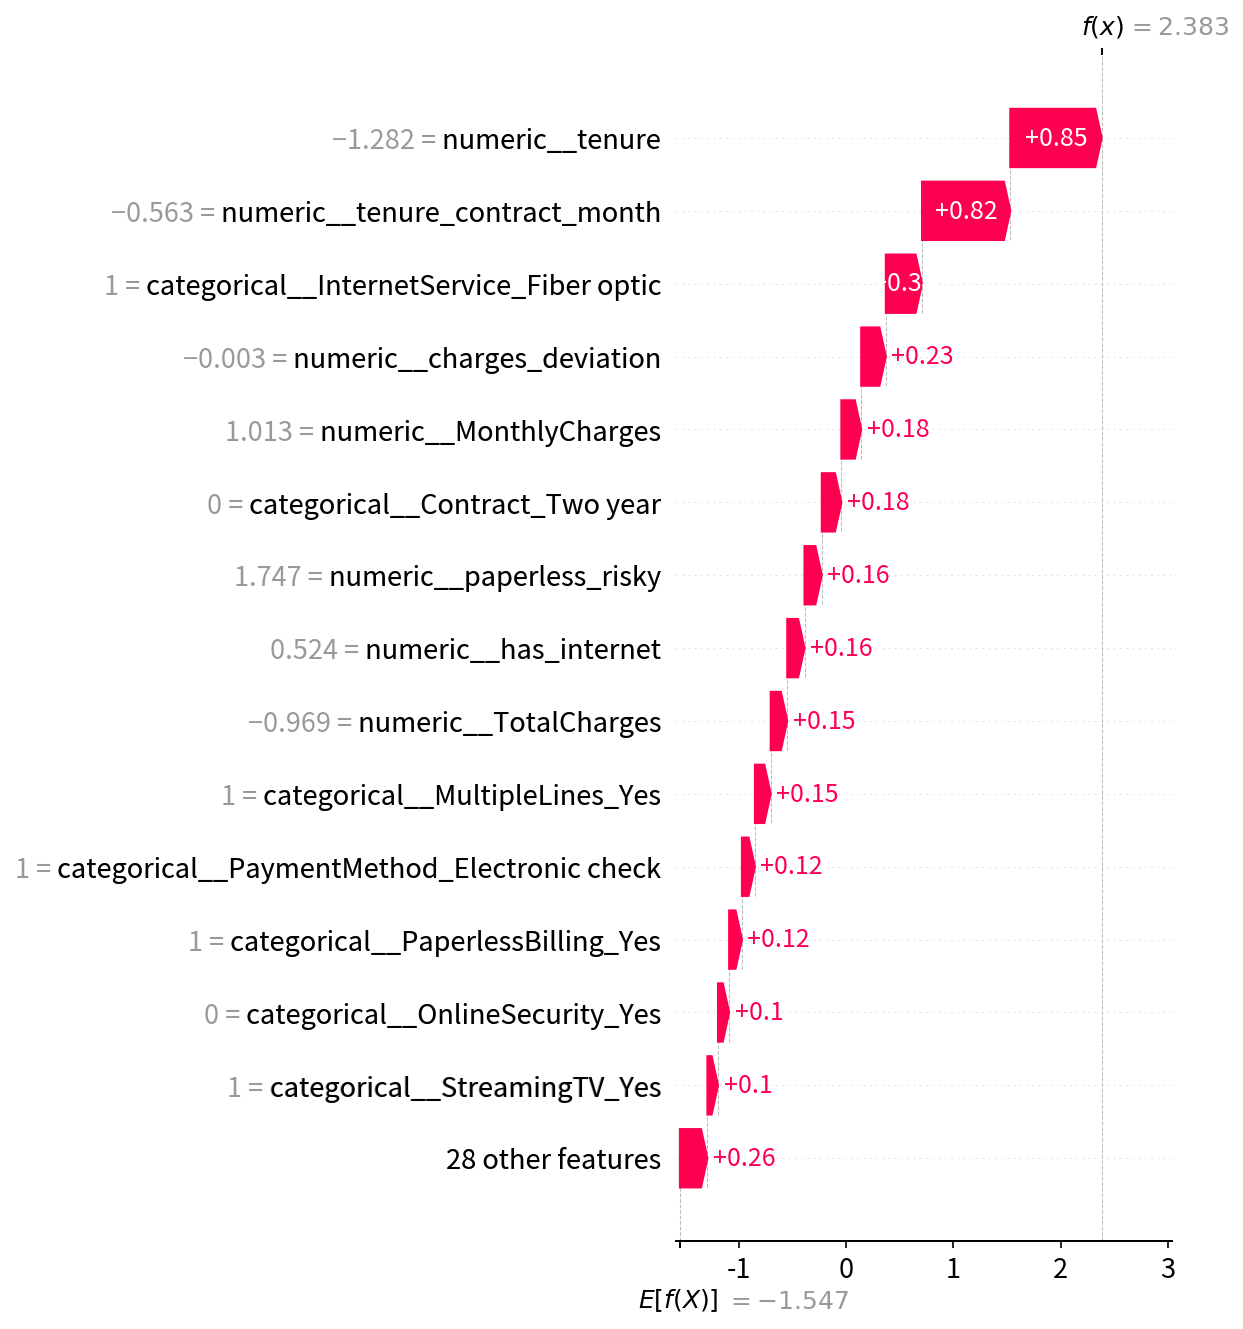 f(x) = 2.383
−1.282 = numeric__tenure
+0.85
−0.563 = numeric__tenure_contract_month
+0.82
1 = categorical__InternetService_Fiber optic
0.3
−0.003 = numeric__charges_deviation
+0.23
1.013 = numeric__MonthlyCharges
+0.18
0 = categorical__Contract_Two year
+0.18
1.747 = numeric__paperless_risky
+0.16
0.524 = numeric__has_internet
+0.16
−0.969 = numeric__TotalCharges
+0.15
1 = categorical__MultipleLines_Yes
+0.15
1 = categorical__PaymentMethod_Electronic check
+0.12
1 = categorical__PaperlessBilling_Yes
+0.12
0 = categorical__OnlineSecurity_Yes
+0.1
1 = categorical__StreamingTV_Yes
+0.1
28 other features
+0.26
-1 0 1 2 3
E[f(X)] = −1.547